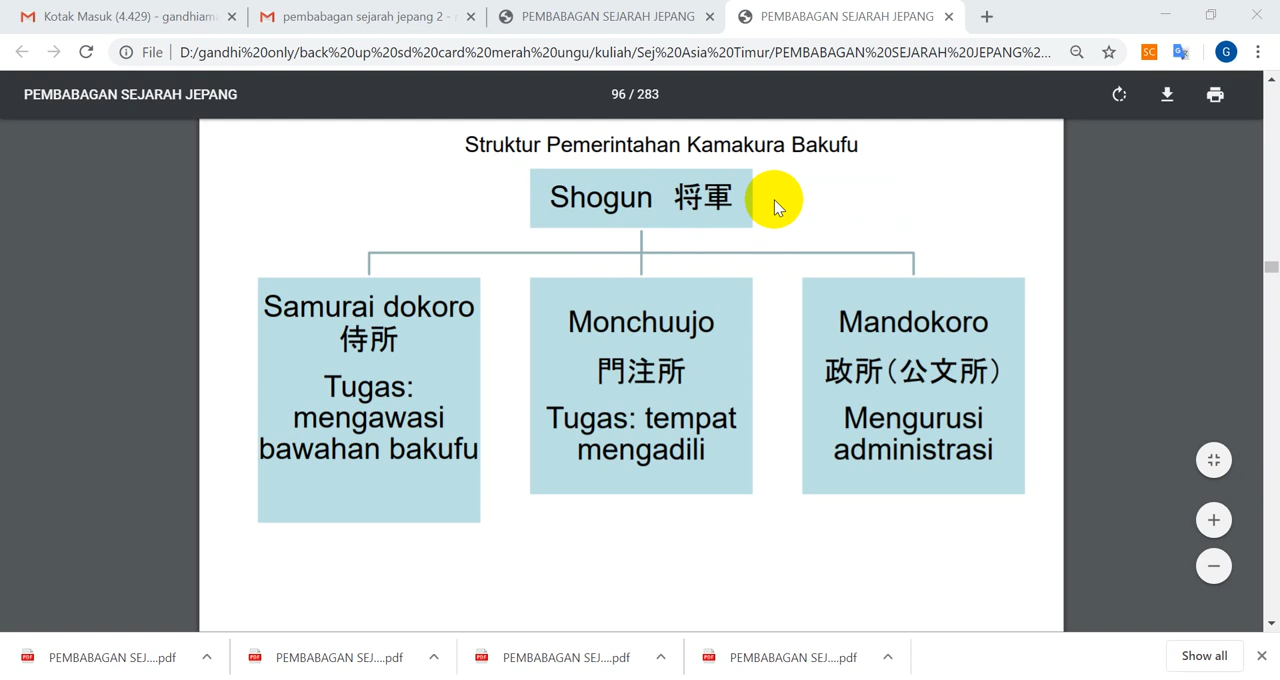 Kotak Masuk (4.429) - gandhiam
pembabagan sejarah jepang 2 -
PEMBABAGAN SEJARAH JEPANG
PEMBABAGAN SEJARAH JEPANG
File
D:/gandhi%20only/back%20up%20sd%20card%20merah%20ungu/kuliah/Sej%20Asia%20Timur/PEMBABAGAN%20SEJARAH%20JEPANG%2...
SC
G
PEMBABAGAN SEJARAH JEPANG
96 / 283
Struktur Pemerintahan Kamakura Bakufu
Shogun 将軍
Samurai dokoro
侍所
Tugas:
mengawasi
bawahan bakufu
Monchuujo
門注所
Tugas: tempat
mengadili
Mandokoro
政所(公文所)
Mengurusi
administrasi
PEMBABAGAN SEJ....pdf
PEMBABAGAN SEJ....pdf
PEMBABAGAN SEJ....pdf
PEMBABAGAN SEJ....pdf
Show all